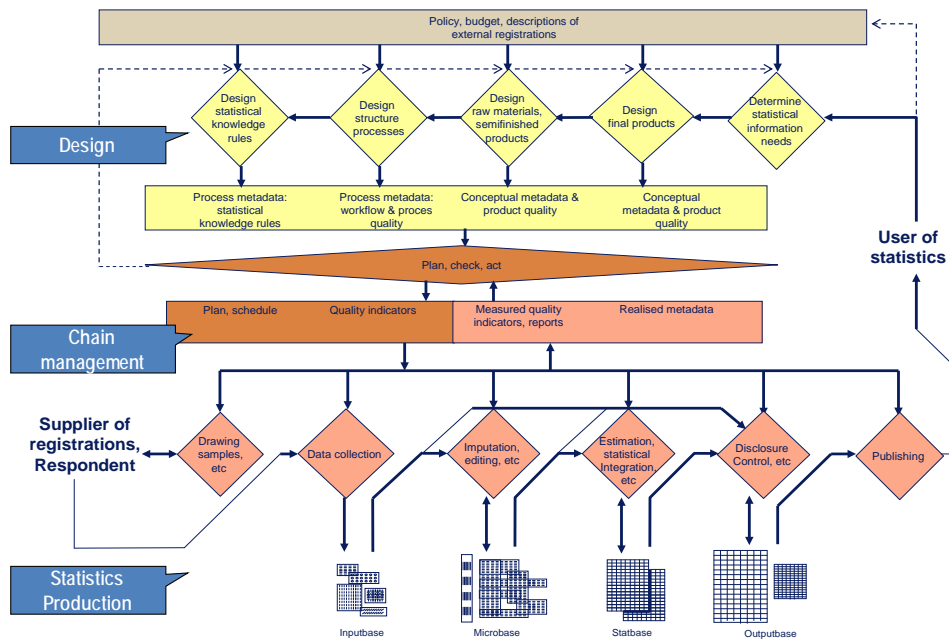 Policy, budget, descriptions of
external registrations
Design
statistical
knowledge
rules
Design
structure
processes
Design
raw materials,
semifinished
products
Design
final products
Determine
statistical
information
needs
Design
Process metadata:
statistical
knowledge rules
Process metadata:
workflow & proces
quality
Conceptual metadata &
product quality
Conceptual
metadata & product
quality
User of
statistics
Plan, check, act
Plan, schedule
Quality indicators
Measured quality
indicators, reports
Realised metadata
Chain
management
Supplier of
registrations,
Respondent
Drawing
samples,
etc
Data collection
Imputation,
editing, etc
Estimation,
statistical
Integration,
etc
Disclosure
Control, etc
Publishing
Statistics
Production
Inputbase
Microbase
Statbase
Outputbase